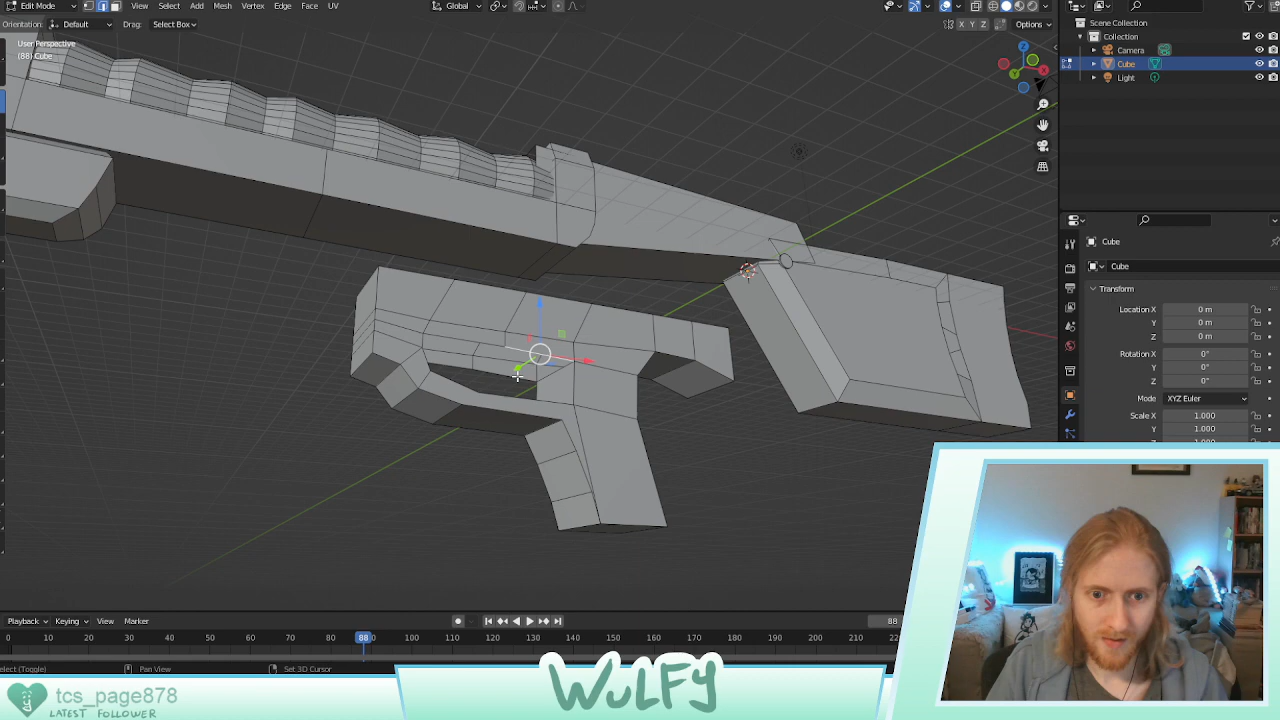 Edit Mode View Select Add Mesh Vertex Edge Face UV Global
Orientation: Default Drag: Select Box X Y Z Options
User Perspective
(88) Cube
Z
X
Y
Scene Collection
Collection
Camera
Cube
Light
Cube
Cube
Transform
Location X 0 m
Y 0 m
Z 0 m
Rotation X 0°
Y 0°
Z 0°
Mode XYZ Euler
Scale X 1.000
Y 1.000
Z 1.000
Playback Keying View Marker 88
0 10 20 30 40 50 60 70 80 88 100 110 120 130 140 150 160 170 180 190 200 210
elect (Toggle) Pan View Set 3D Cursor
WULFY
tcs_page878
LATEST FOLLOWER